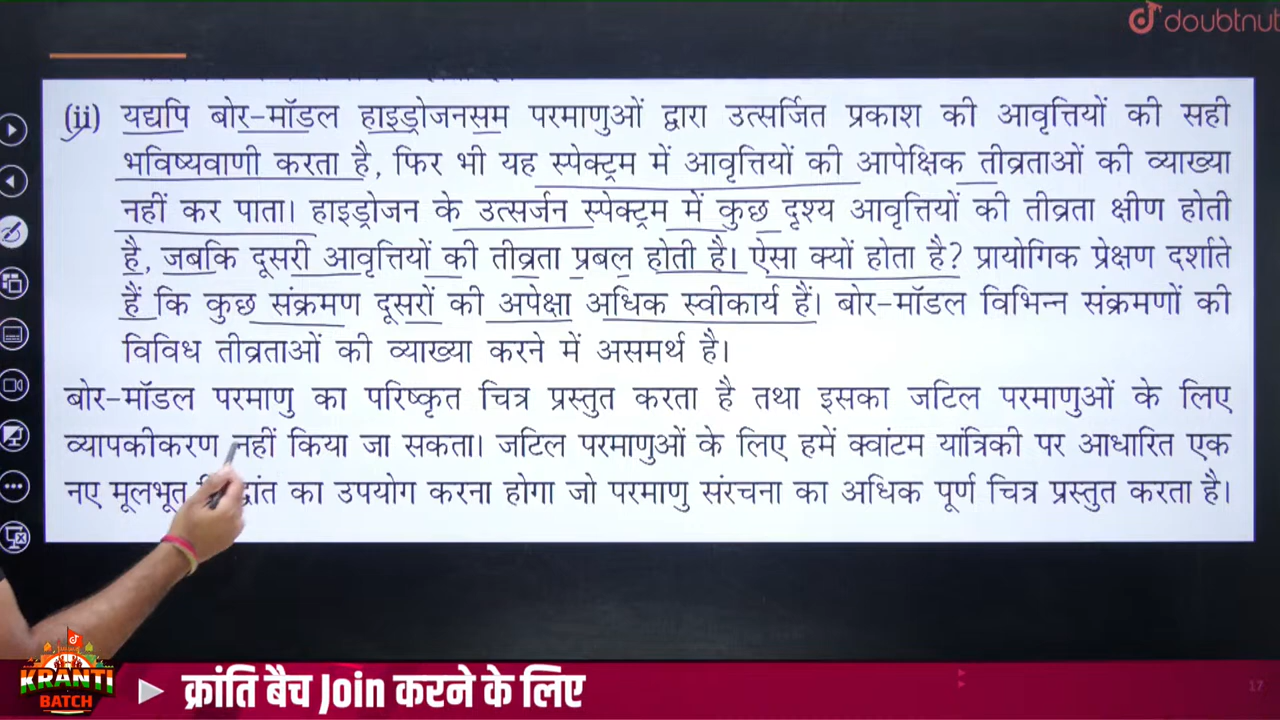 doubtnut
(ii) यद्यपि बोर-मॉडल हाइड्रोजनसम परमाणुओं द्वारा उत्सर्जित प्रकाश की आवृत्तियों की सही
भविष्यवाणी करता है, फिर भी यह स्पेक्ट्रम में आवृत्तियों की आपेक्षिक तीव्रताओं की व्याख्या
नहीं कर पाता। हाइड्रोजन के उत्सर्जन स्पेक्ट्रम में कुछ दृश्य आवृत्तियों की तीव्रता क्षीण होती
है, जबकि दूसरी आवृत्तियों की तीव्रता प्रबल होती है। ऐसा क्यों होता है? प्रायोगिक प्रेक्षण दर्शाते
हैं कि कुछ संक्रमण दूसरों की अपेक्षा अधिक स्वीकार्य हैं। बोर-मॉडल विभिन्न संक्रमणों की
विविध तीव्रताओं की व्याख्या करने में असमर्थ है।
बोर-मॉडल परमाणु का परिष्कृत चित्र प्रस्तुत करता है तथा इसका जटिल परमाणुओं के लिए
व्यापकीकरण नहीं किया जा सकता। जटिल परमाणुओं के लिए हमें क्वांटम यांत्रिकी पर आधारित एक
नए मूलभूत का उपयोग करना होगा जो परमाणु संरचना का अधिक पूर्ण चित्र प्रस्तुत करता है।
KRANTI
BATCH
क्रांति बैच Join करने के लिए
17